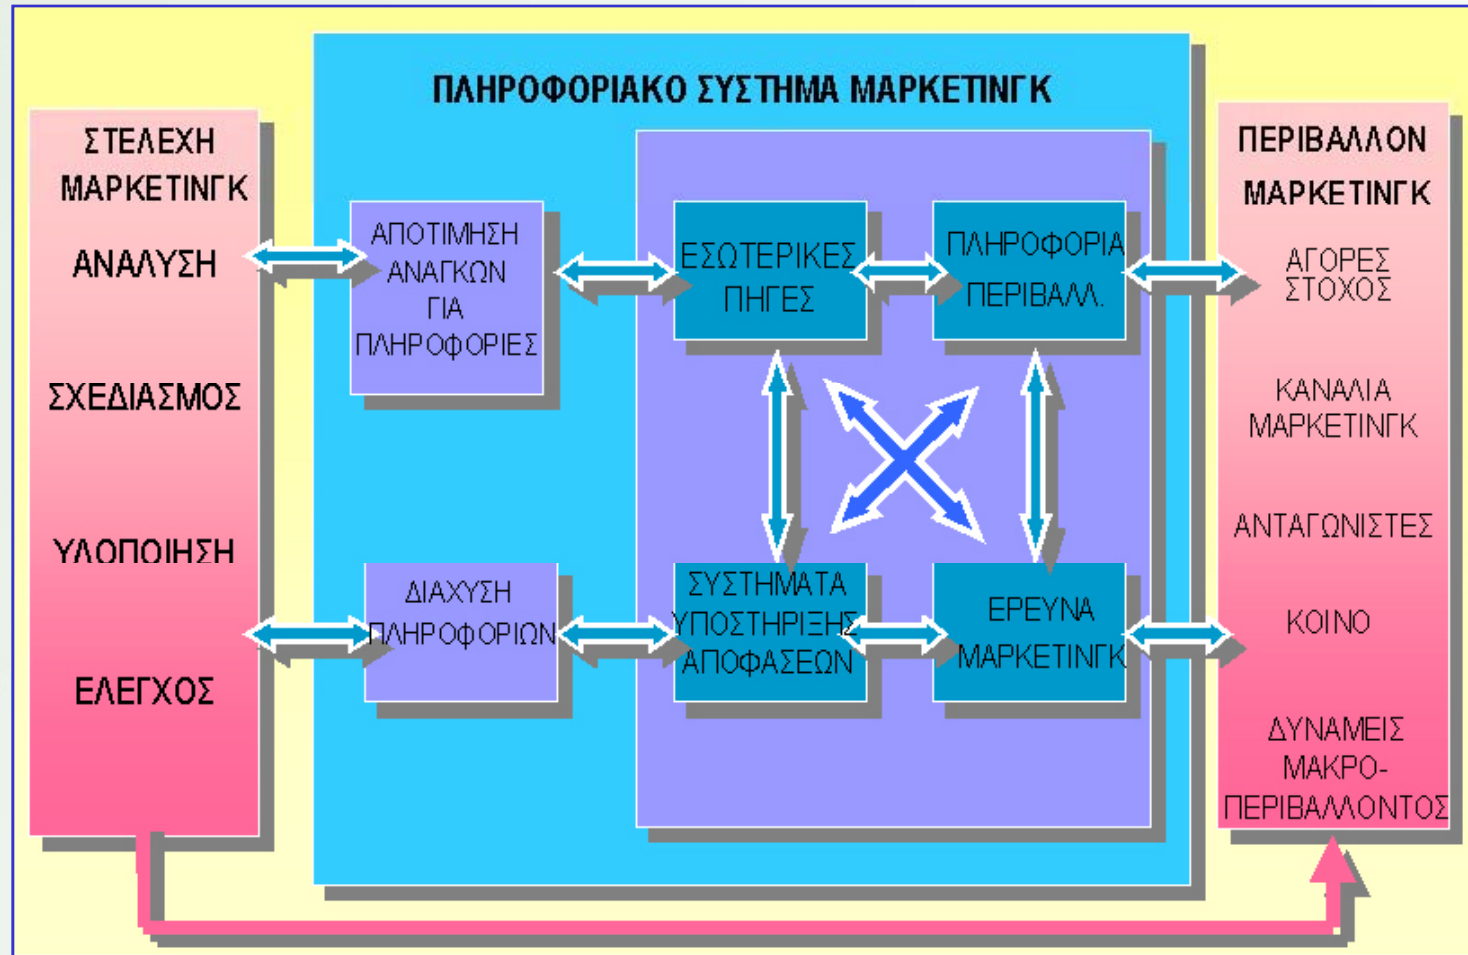 ΠΛΗΡΟΦΟΡΙΑΚΟ ΣΥΣΤΗΜΑ ΜΑΡΚΕΤΙΝΓΚ
ΣΤΕΛΕΧΗ
ΜΑΡΚΕΤΙΝΓΚ
ΑΝΑΛΥΣΗ
ΣΧΕΔΙΑΣΜΟΣ
ΥΛΟΠΟΙΗΣΗ
ΕΛΕΓΧΟΣ
ΑΠΟΤΙΜΗΣΗ
ΑΝΑΓΚΩΝ
ΓΙΑ
ΠΛΗΡΟΦΟΡΙΕΣ
ΕΣΩΤΕΡΙΚΕΣ
ΠΗΓΕΣ
ΠΛΗΡΟΦΟΡΙΑ
ΠΕΡΙΒΑΛΛ.
ΔΙΑΧΥΣΗ
ΠΛΗΡΟΦΟΡΙΩΝ
ΣΥΣΤΗΜΑΤΑ
ΥΠΟΣΤΗΡΙΞΗΣ
ΑΠΟΦΑΣΕΩΝ
ΕΡΕΥΝΑ
ΜΑΡΚΕΤΙΝΓΚ
ΠΕΡΙΒΑΛΛΟΝ
ΜΑΡΚΕΤΙΝΓΚ
ΑΓΟΡΕΣ
ΣΤΟΧΟΣ
ΚΑΝΑΛΙΑ
ΜΑΡΚΕΤΙΝΓΚ
ΑΝΤΑΓΩΝΙΣΤΕΣ
ΚΟΙΝΟ
ΔΥΝΑΜΕΙΣ
ΜΑΚΡΟ-
ΠΕΡΙΒΑΛΛΟΝΤΟΣ